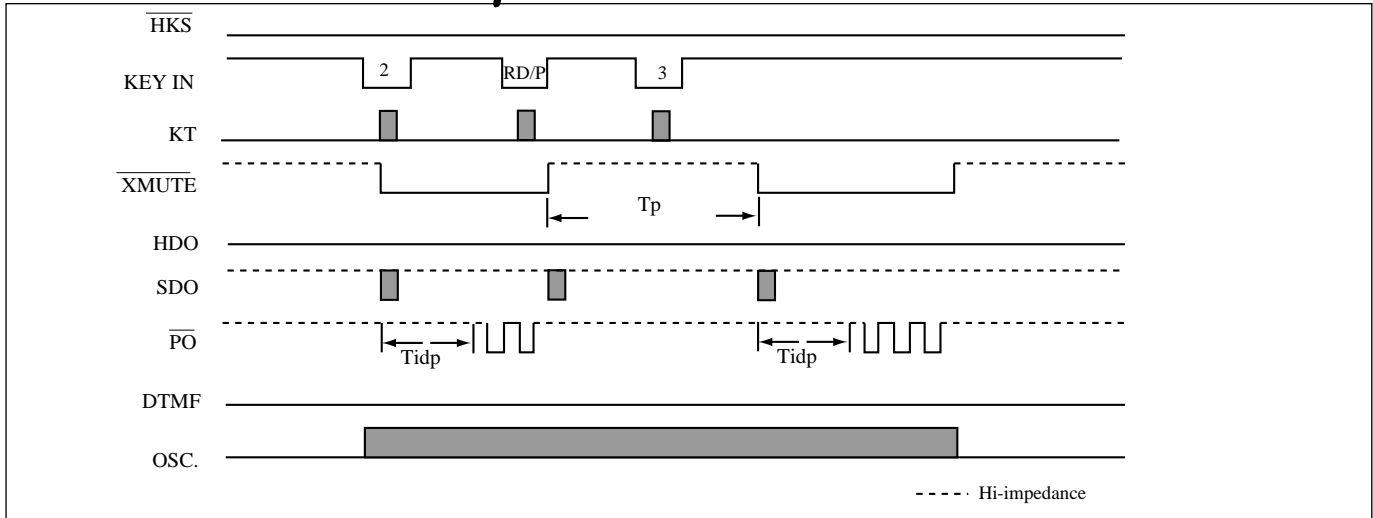 HKS
KEY IN
2
RD/P
3
KT
XMUTE
Tp
HDO
SDO
PO
Tidp
Tidp
DTMF
OSC.
Hi-impedance